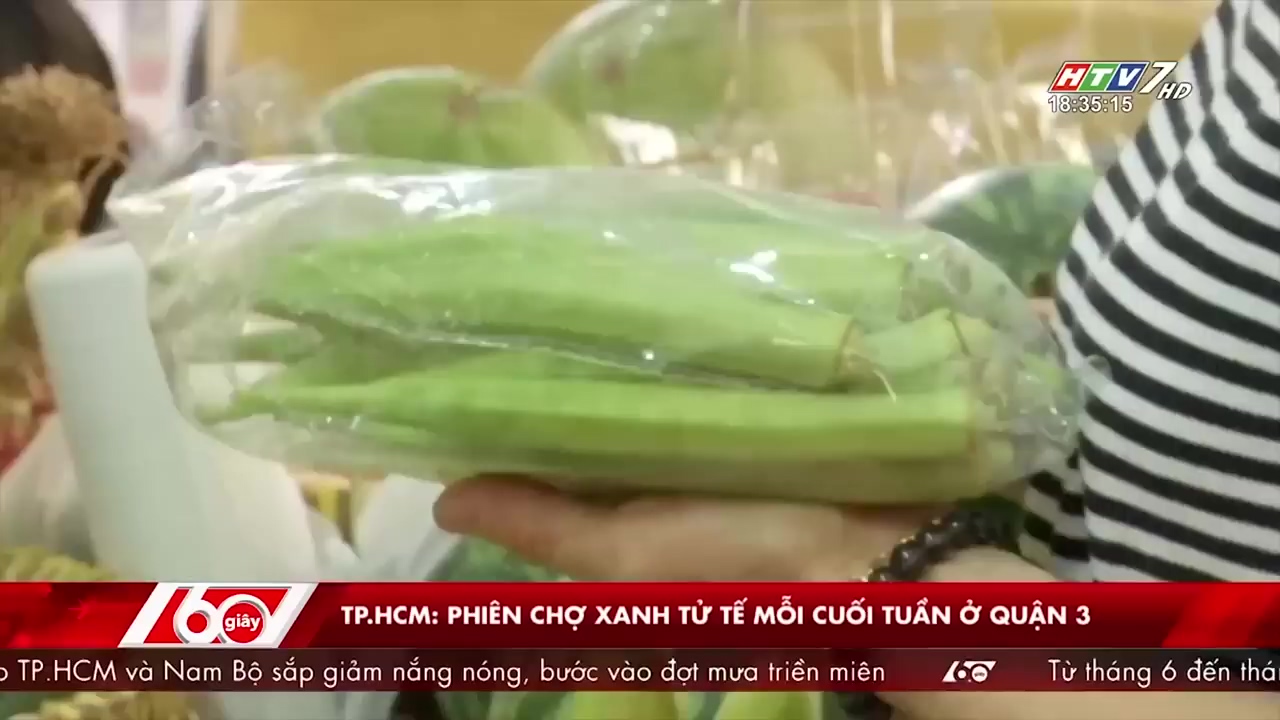 HTV7 HD
18:35:15
60 giây
TP.HCM: PHIÊN CHỢ XANH TỬ TẾ MỖI CUỐI TUẦN Ở QUẬN 3
TP.HCM và Nam Bộ sắp giảm nắng nóng, bước vào đợt mưa triền miên 60s Từ tháng 6 đến